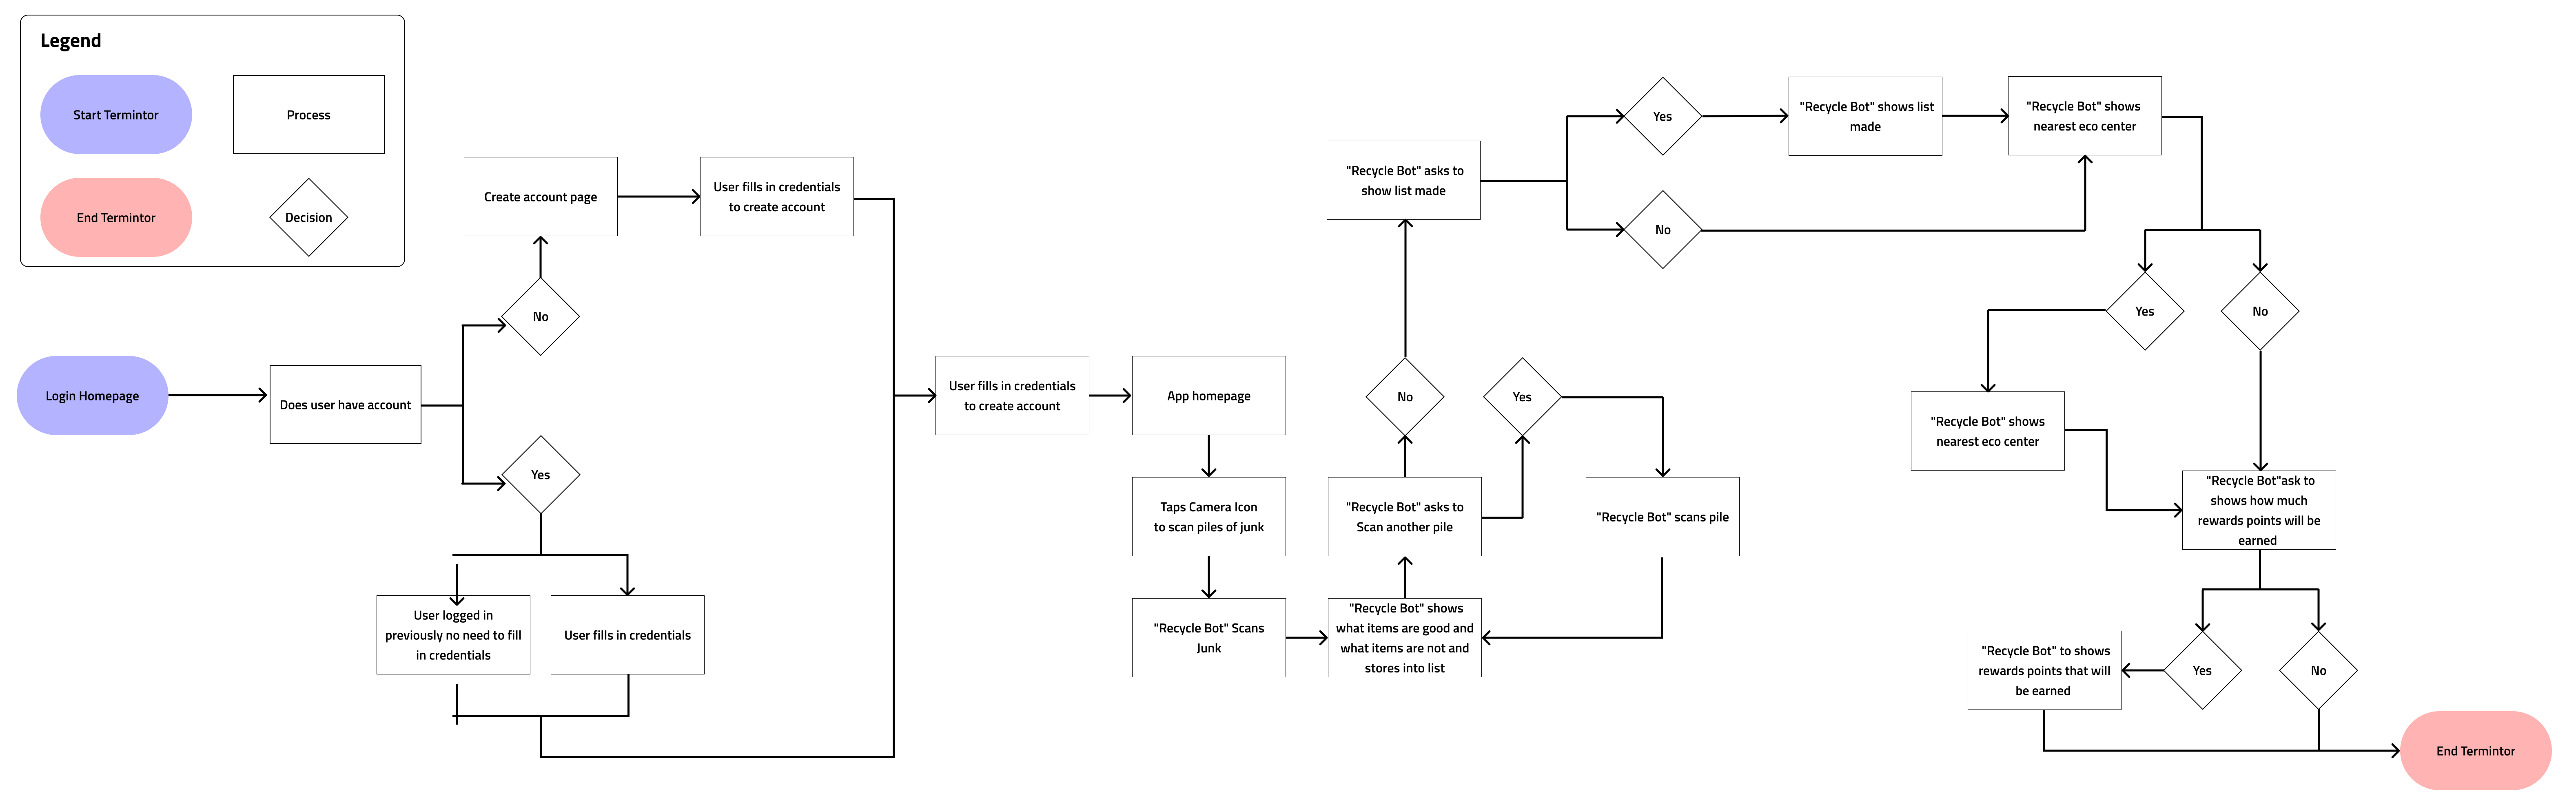 Legend
Start Termintor
Process
End Termintor
Decision
Login Homepage
Does user have account
No
Create account page
User fills in credentials
to create account
Yes
User logged in
previously no need to fill
in credentials
User fills in credentials
User fills in credentials
to create account
App homepage
Taps Camera Icon
to scan piles of junk
"Recycle Bot" Scans
Junk
"Recycle Bot" shows
what items are good and
what items are not and
stores into list
"Recycle Bot" asks to
Scan another pile
Yes
"Recycle Bot" scans pile
No
"Recycle Bot" asks to
show list made
Yes
No
"Recycle Bot" shows list
made
"Recycle Bot" shows
nearest eco center
Yes
No
"Recycle Bot" shows
nearest eco center
"Recycle Bot"ask to
shows how much
rewards points will be
earned
Yes
No
"Recycle Bot" to shows
rewards points that will
be earned
End Termintor